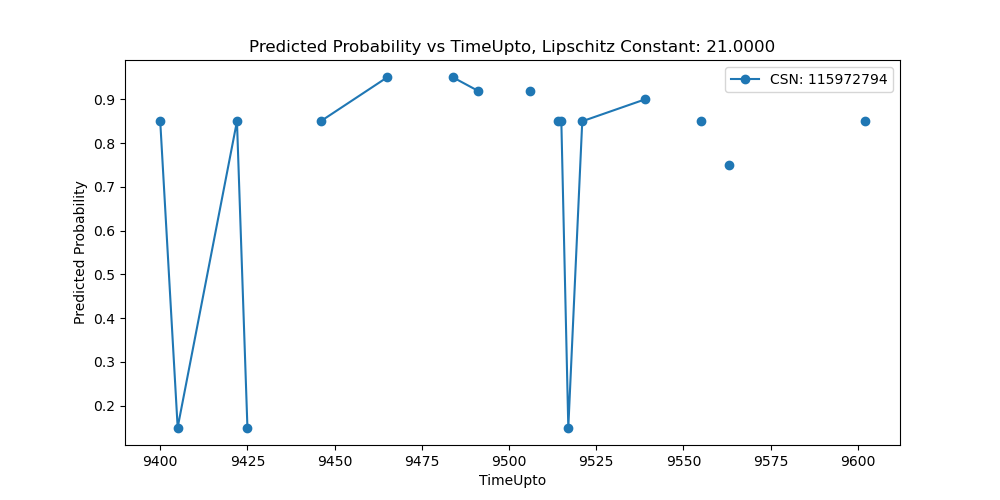 Predicted Probability vs TimeUpto, Lipschitz Constant: 21.0000
CSN: 115972794
Predicted Probability
0.9
0.8
0.7
0.6
0.5
0.4
0.3
0.2
9400 9425 9450 9475 9500 9525 9550 9575 9600
TimeUpto